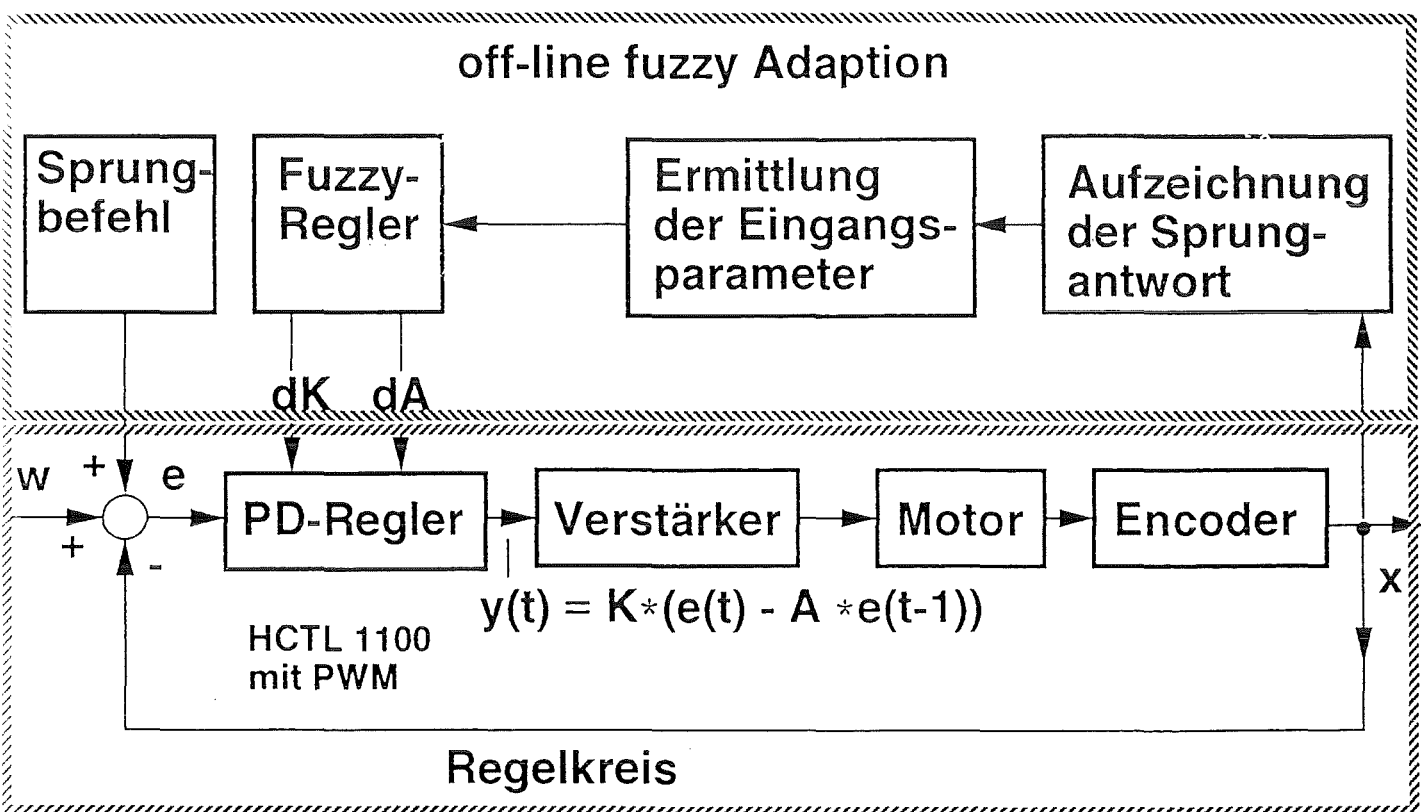 off-line fuzzy Adaption
Sprung-
befehl
Fuzzy-
Regler
Ermittlung
der Eingangs-
parameter
Aufzeichnung
der Sprung-
antwort
dK dA
w + e
+
-
PD-Regler
Verstärker
Motor
Encoder
x
y(t) = K*(e(t) - A *e(t-1))
HCTL 1100
mit PWM
Regelkreis